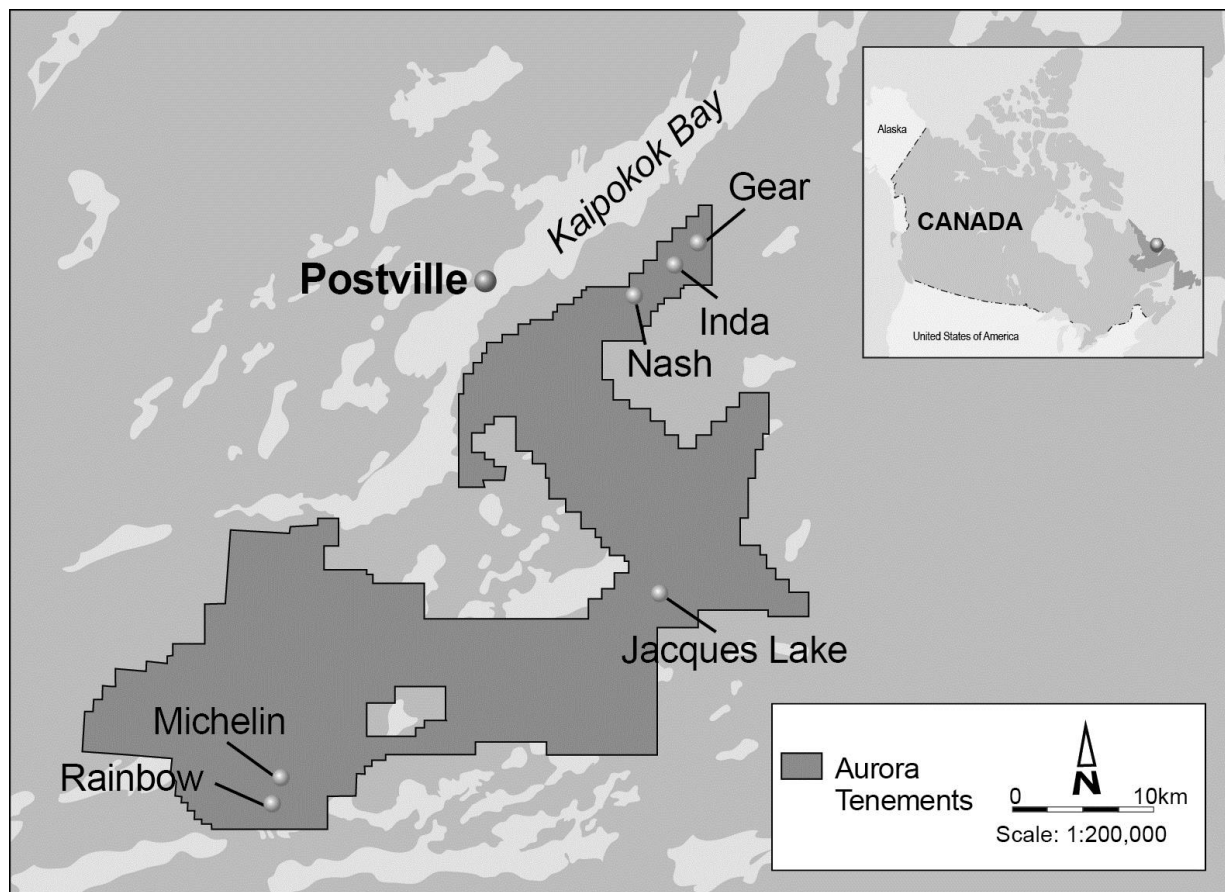 Kaipokok Bay
Gear
Postville
Inda
Nash
Jacques Lake
Michelin
Rainbow
Alaska
CANADA
United States of America
Aurora
Tenements
N
0 10km
Scale: 1:200,000